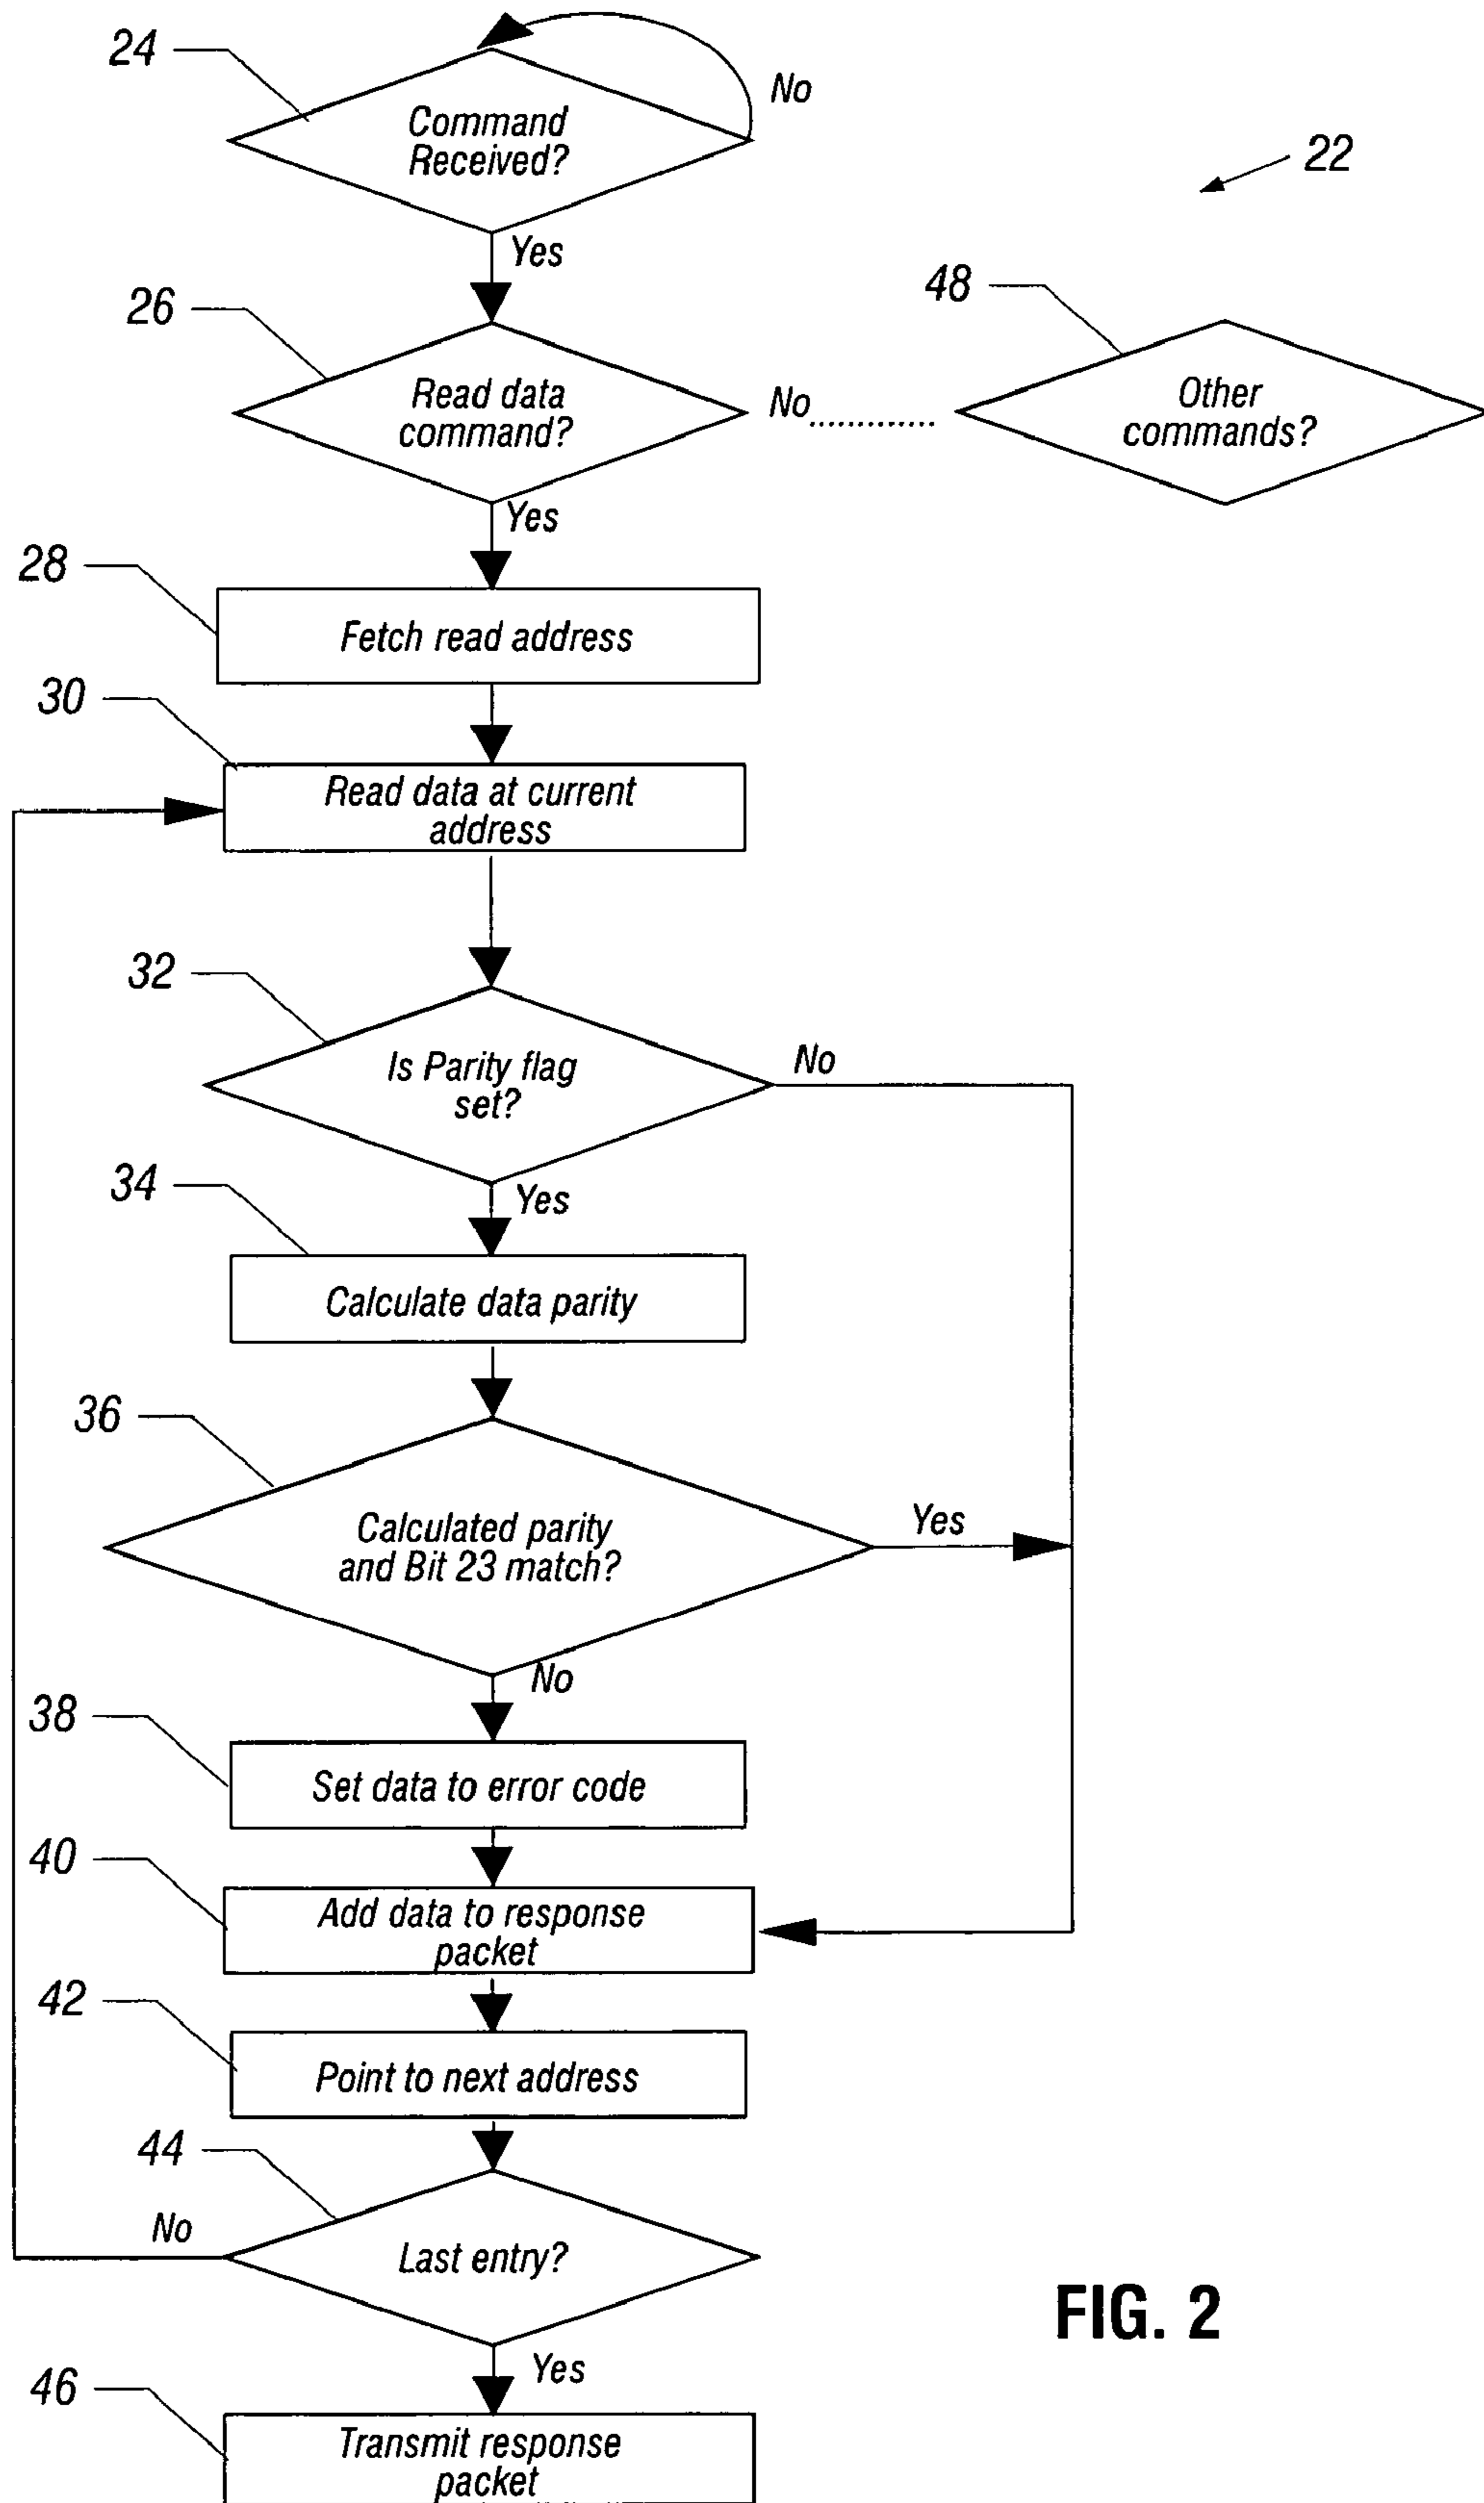 24
No
Command
Received?
22
Yes
26
48
Read data
command?
No
Other
commands?
Yes
28
Fetch read address
30
Read data at current
address
32
No
Is Parity flag
set?
34
Yes
Calculate data parity
36
Yes
Calculated parity
and Bit 23 match?
No
38
Set data to error code
40
Add data to response
packet
42
Point to next address
44
No
Last entry?
FIG. 2
Yes
46
Transmit response
packet